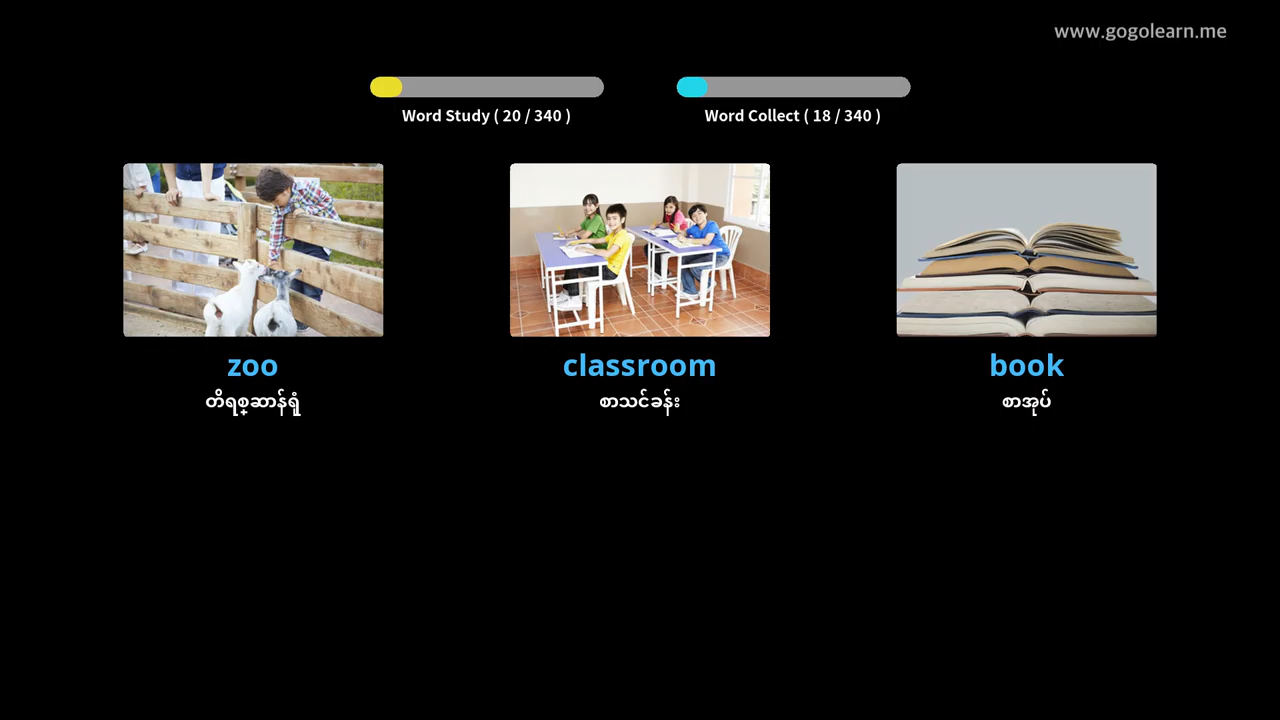 www.gogolearn.me
Word Study ( 20 / 340 )
Word Collect ( 18 / 340 )
zoo
တိရစ္ဆာန်ရုံ
classroom
စာသင်ခန်း
book
စာအုပ်